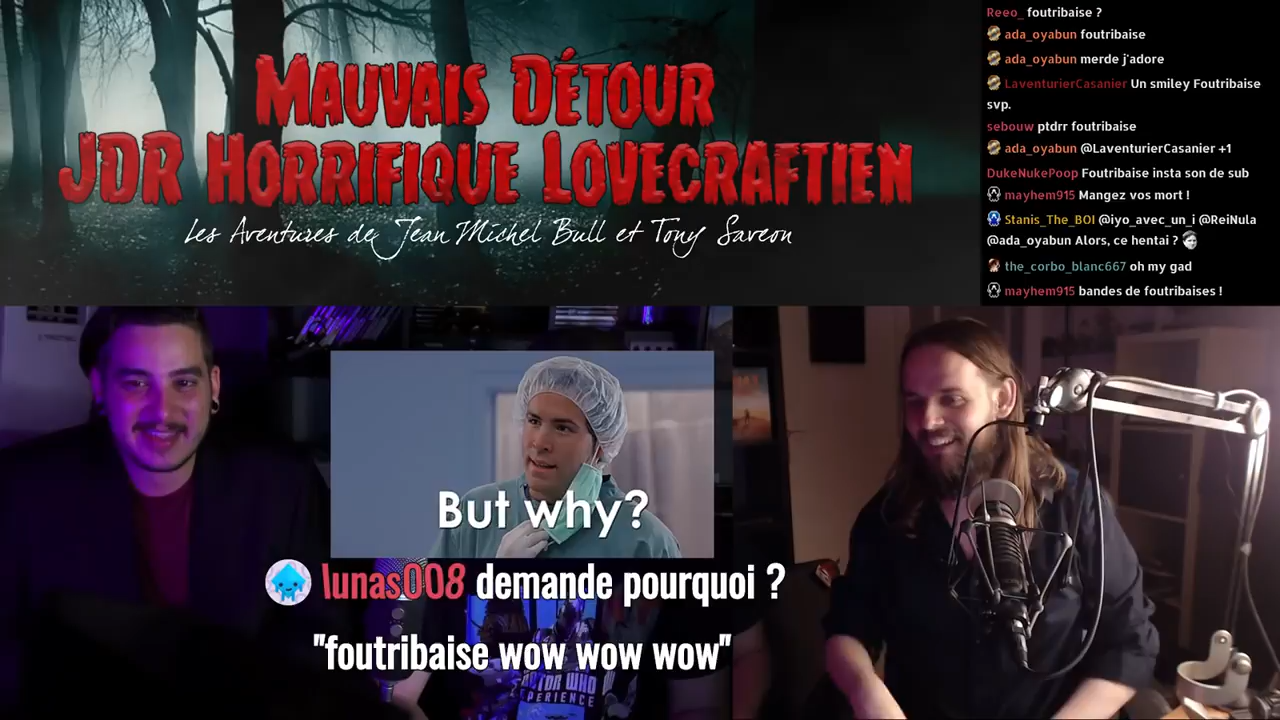 MAUVAIS DÉTOUR
JDR HORRIFIQUE LOVECRAFTIEN
Les Aventures de Jean Michel Bull et Tony Saveon
Reeo_ foutribaise ?
ada_oyabun foutribaise
ada_oyabun merde j'adore
LaventurierCasanier Un smiley Foutribaise
svp.
sebouw ptdrr foutribaise
ada_oyabun @LaventurierCasanier +1
DukeNukePoop Foutribaise insta son de sub
mayhem915 Mangez vos mort !
Stanis_The_BOI @iyo_avec_un_i @ReiNula
@ada_oyabun Alors, ce hentai ?
the_corbo_blanc667 oh my gad
mayhem915 bandes de foutribaises !
But why?
lunas008 demande pourquoi ?
"foutribaise wow wow wow"
DOCTOR WHO
EXPERIENCE